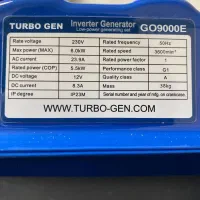 TURBO GEN Inverter Generator GO9000E
Low-power generating set
Rate voltage 230V Rated frequency 50Hz
Max power (MAX) 6.0kW Rated speed 3600min⁻¹
AC current 23.9A Rated power factor 1
Rated power (COP) 5.5kW Performance class G1
DC voltage 12V Quality class A
DC current 8.3A Mass 38kg
IP degree IP23M Serial number and year of mfg. on crankcase.
WWW.TURBO-GEN.COM